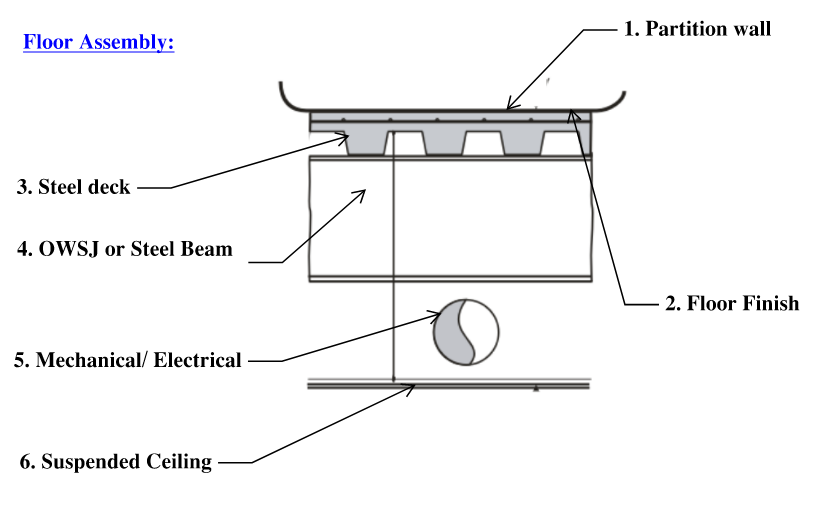 Floor Assembly:
1. Partition wall
3. Steel deck
4. OWSJ or Steel Beam
2. Floor Finish
5. Mechanical/ Electrical
6. Suspended Ceiling